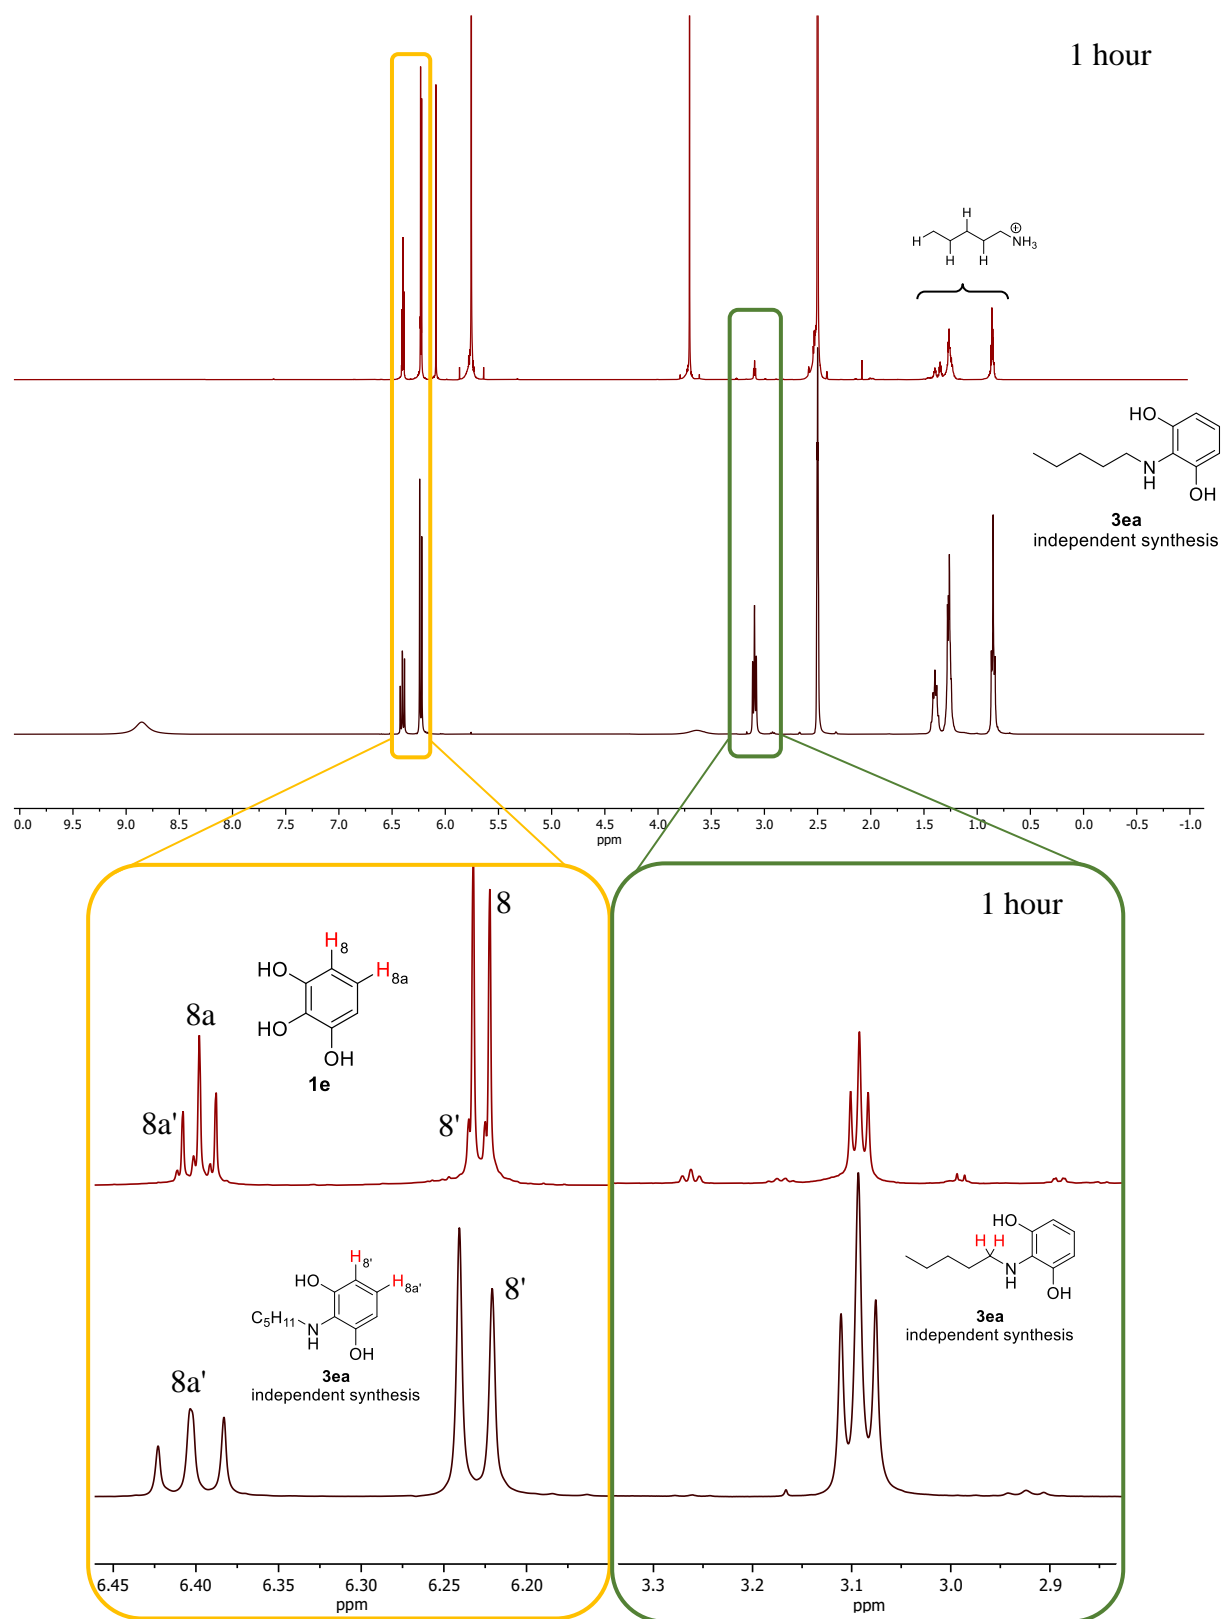 1 hour
H
H
H
H
⊕
NH3
HO
N
H
OH
3ea
independent synthesis
0.0 9.5 9.0 8.5 8.0 7.5 7.0 6.5 6.0 5.5 5.0 4.5 4.0 3.5 3.0 2.5 2.0 1.5 1.0 0.5 0.0 -0.5 -1.0
ppm
8
1 hour
H8
HO
H8a
8a
HO
OH
1e
8a'
8'
HO
H H
N
H
OH
3ea
independent synthesis
H8'
HO
H8a'
8'
C5H11
N
H
OH
3ea
independent synthesis
8a'
6.45 6.40 6.35 6.30 6.25 6.20
ppm
3.3 3.2 3.1 3.0 2.9
ppm